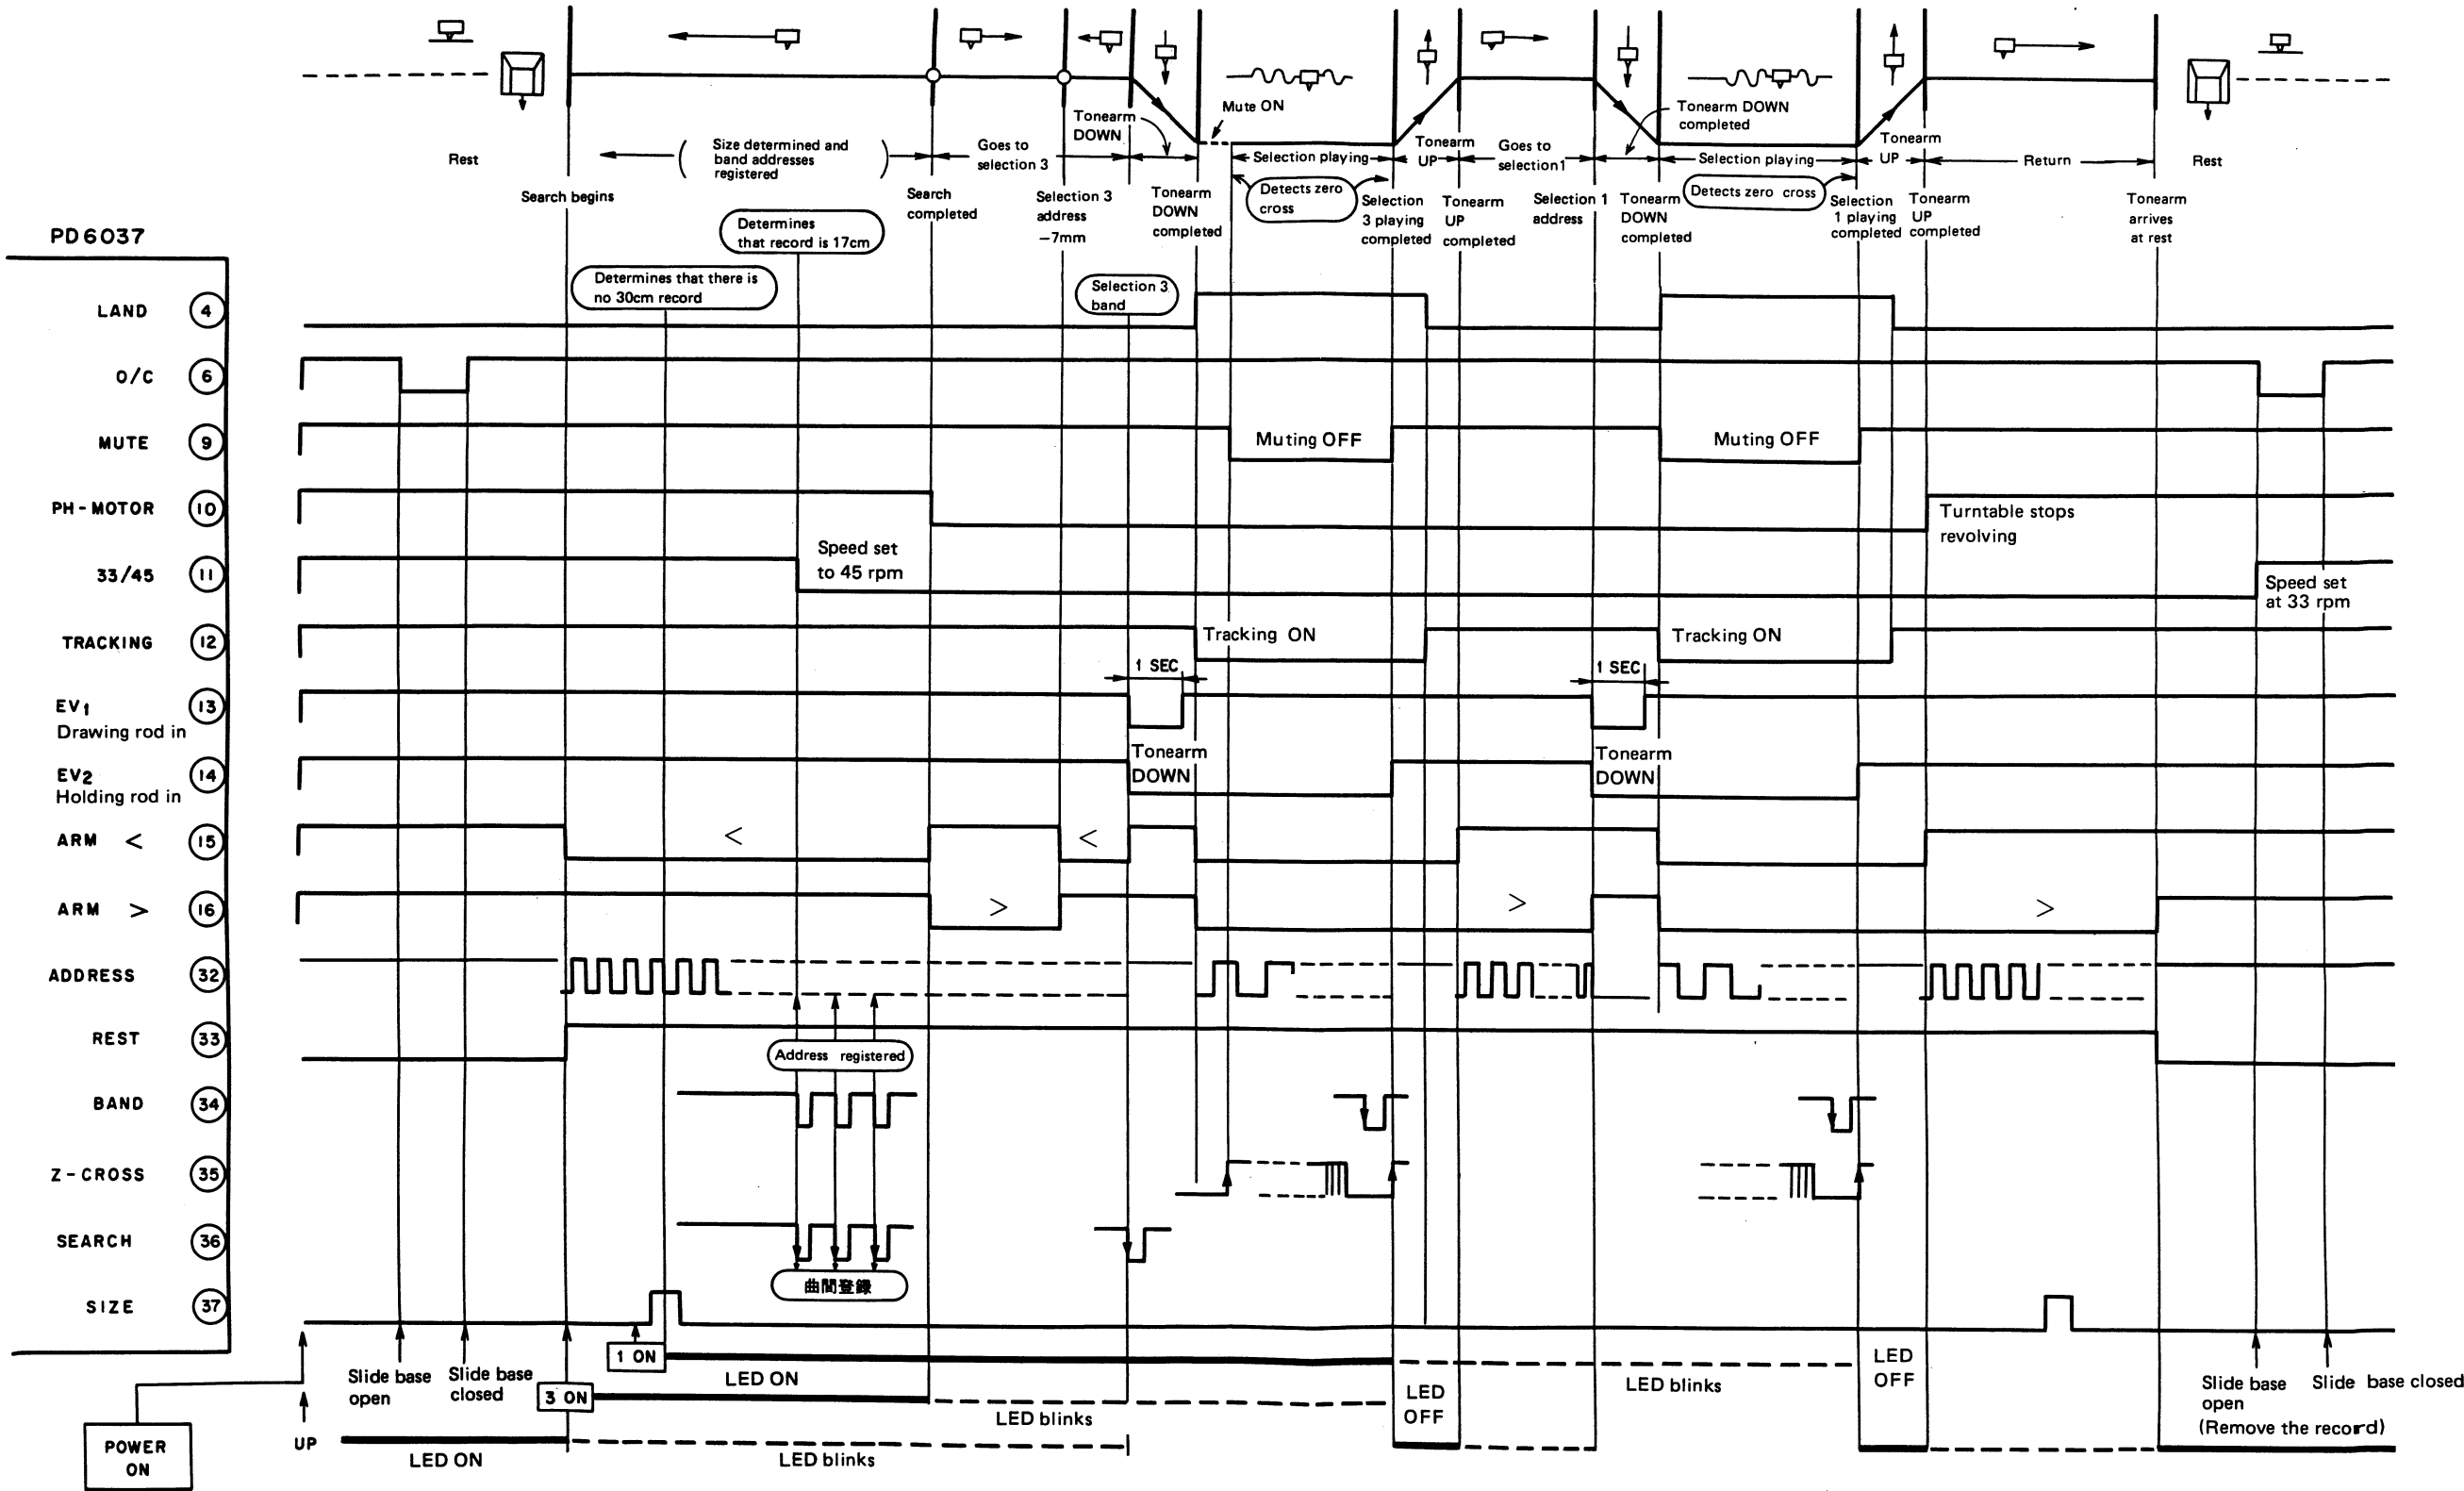 Mute ON
Tonearm
DOWN
Tonearm DOWN
completed
Rest
Size determined and
band addresses
registered
Goes to
selection 3
Selection playing
Tonearm
UP
Goes to
selection1
Selection playing
Tonearm
UP
Return
Rest
Search begins
Search
completed
Selection 3
address
−7mm
Tonearm
DOWN
completed
Detects zero
cross
Selection
3 playing
completed
Tonearm
UP
completed
Selection 1
address
Tonearm
DOWN
completed
Detects zero cross
Selection
1 playing
completed
Tonearm
UP
completed
Tonearm
arrives
at rest
Determines
that record is 17cm
Determines that there is
no 30cm record
Selection 3
band
PD6037
LAND 4
O/C 6
MUTE 9
Muting OFF
Muting OFF
PH-MOTOR 10
Turntable stops
revolving
33/45 11
Speed set
to 45 rpm
Speed set
at 33 rpm
TRACKING 12
Tracking ON
Tracking ON
1 SEC
1 SEC
EV1 13
Drawing rod in
EV2 14
Holding rod in
Tonearm
DOWN
Tonearm
DOWN
ARM < 15
<
<
ARM > 16
>
>
>
ADDRESS 32
REST 33
Address registered
BAND 34
Z-CROSS 35
SEARCH 36
曲間登録
SIZE 37
1 ON
LED ON
3 ON
LED blinks
LED
OFF
LED blinks
LED
OFF
Slide base
open
Slide base
closed
Slide base
open
(Remove the record)
Slide base closed
POWER
ON
UP
LED ON
LED blinks